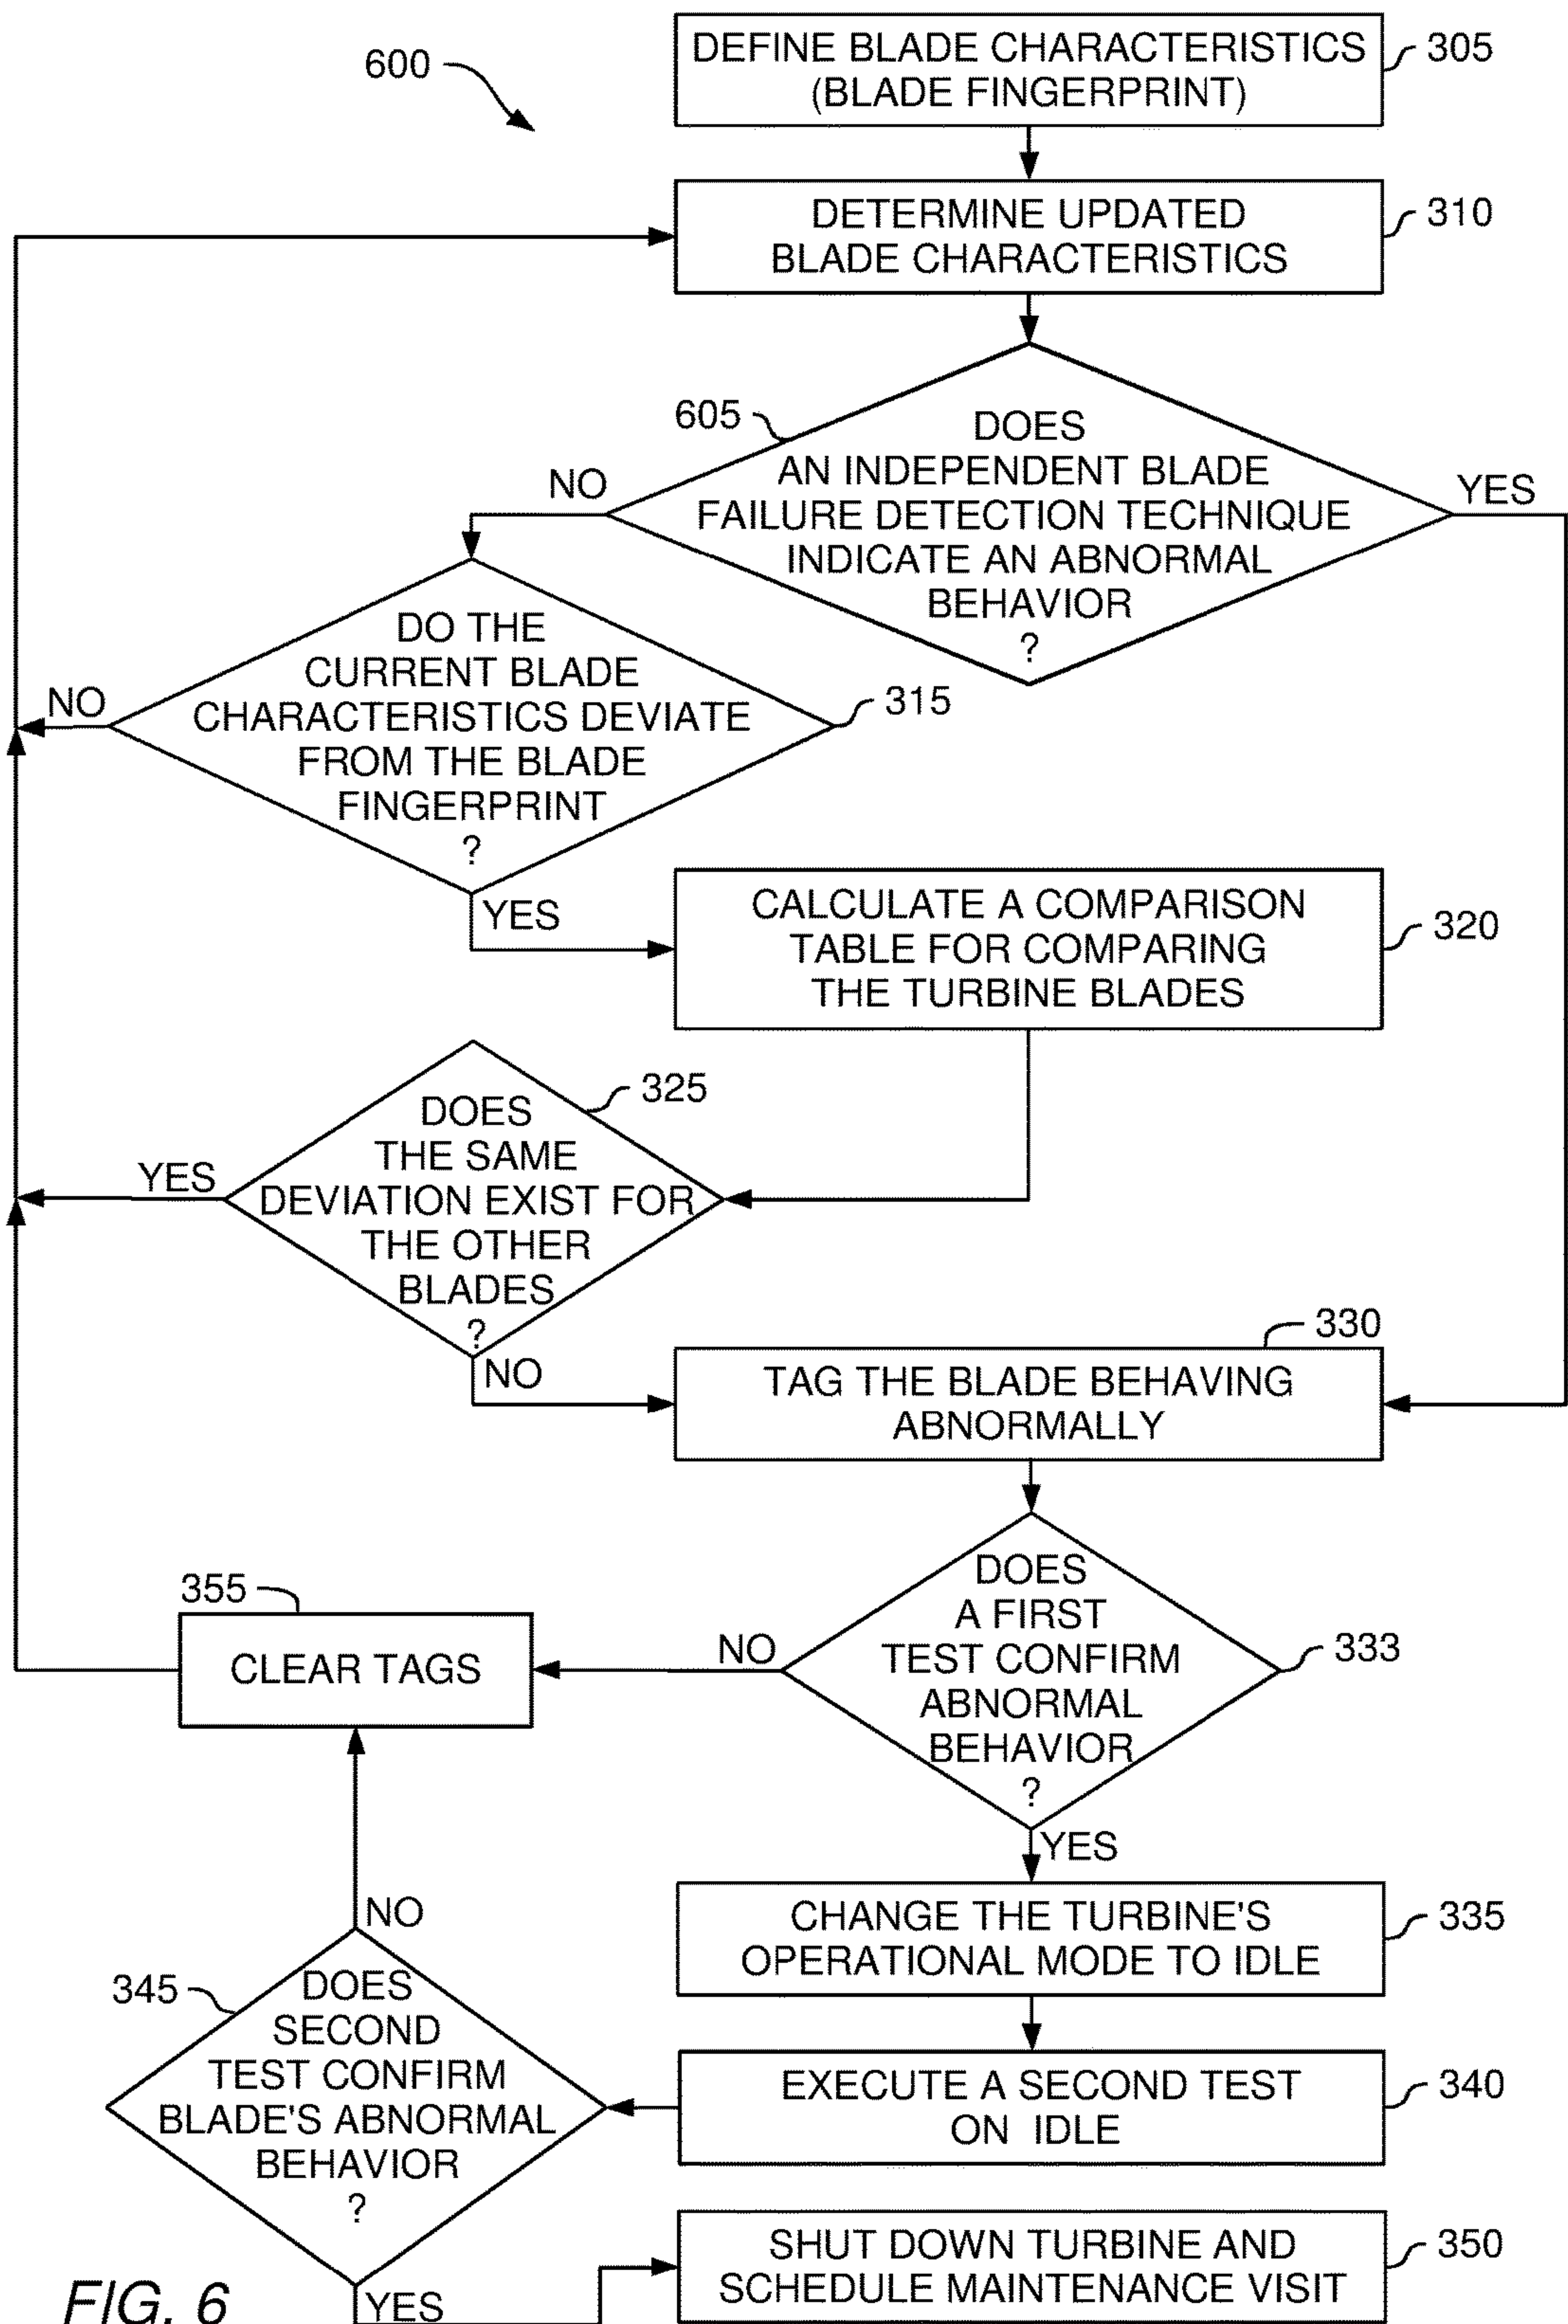 600
DEFINE BLADE CHARACTERISTICS
(BLADE FINGERPRINT)
305
DETERMINE UPDATED
BLADE CHARACTERISTICS
310
605
DOES
AN INDEPENDENT BLADE
FAILURE DETECTION TECHNIQUE
INDICATE AN ABNORMAL
BEHAVIOR
?
NO
YES
DO THE
CURRENT BLADE
CHARACTERISTICS DEVIATE
FROM THE BLADE
FINGERPRINT
?
315
NO
YES
CALCULATE A COMPARISON
TABLE FOR COMPARING
THE TURBINE BLADES
320
325
DOES
THE SAME
DEVIATION EXIST FOR
THE OTHER
BLADES
?
YES
NO
330
TAG THE BLADE BEHAVING
ABNORMALLY
DOES
A FIRST
TEST CONFIRM
ABNORMAL
BEHAVIOR
?
333
NO
355
CLEAR TAGS
YES
CHANGE THE TURBINE'S
OPERATIONAL MODE TO IDLE
335
EXECUTE A SECOND TEST
ON IDLE
340
NO
345
DOES
SECOND
TEST CONFIRM
BLADE'S ABNORMAL
BEHAVIOR
?
YES
SHUT DOWN TURBINE AND
SCHEDULE MAINTENANCE VISIT
350
FIG. 6